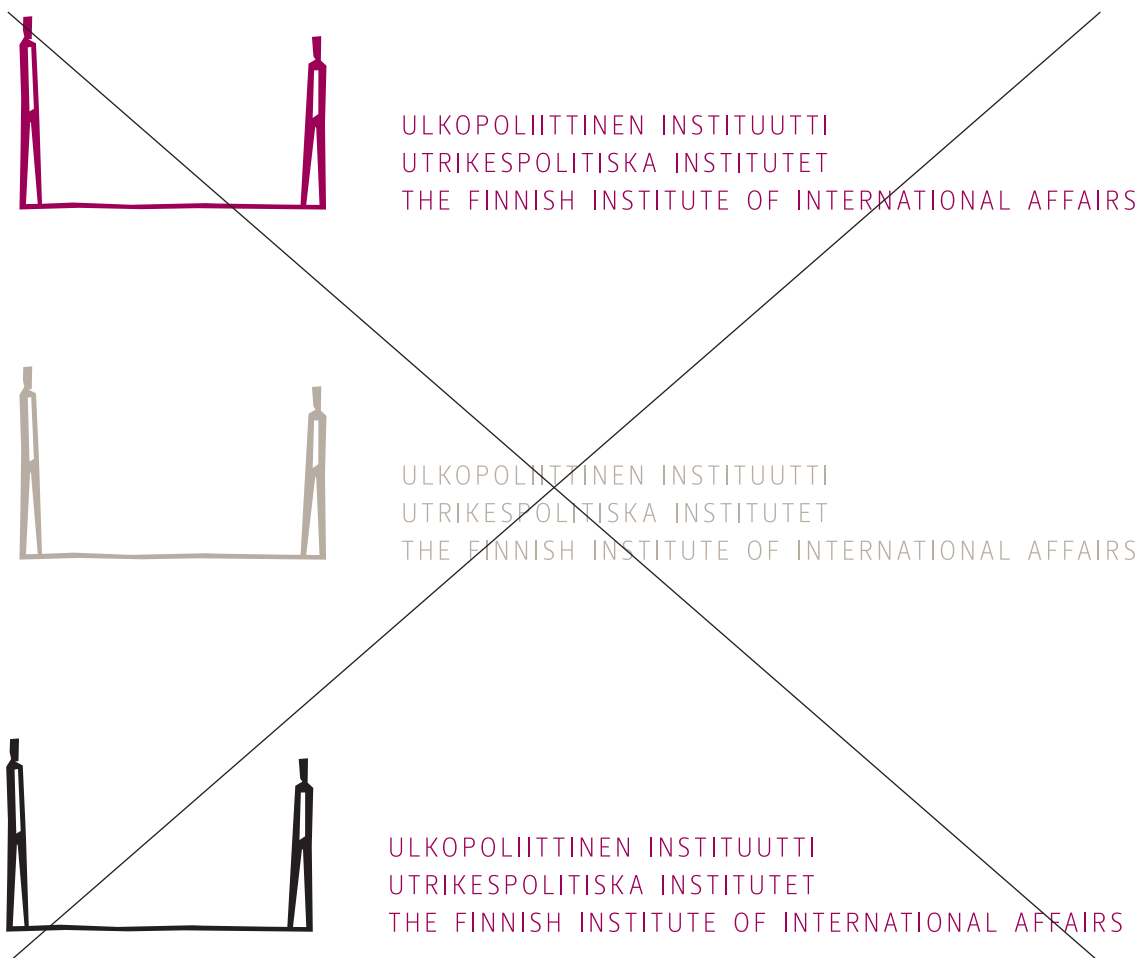 ULKOPOLIITTINEN INSTITUUTTI
UTRIKESPOLITISKA INSTITUTET
THE FINNISH INSTITUTE OF INTERNATIONAL AFFAIRS
ULKOPOLIITTINEN INSTITUUTTI
UTRIKESPOLITISKA INSTITUTET
THE FINNISH INSTITUTE OF INTERNATIONAL AFFAIRS
ULKOPOLIITTINEN INSTITUUTTI
UTRIKESPOLITISKA INSTITUTET
THE FINNISH INSTITUTE OF INTERNATIONAL AFFAIRS